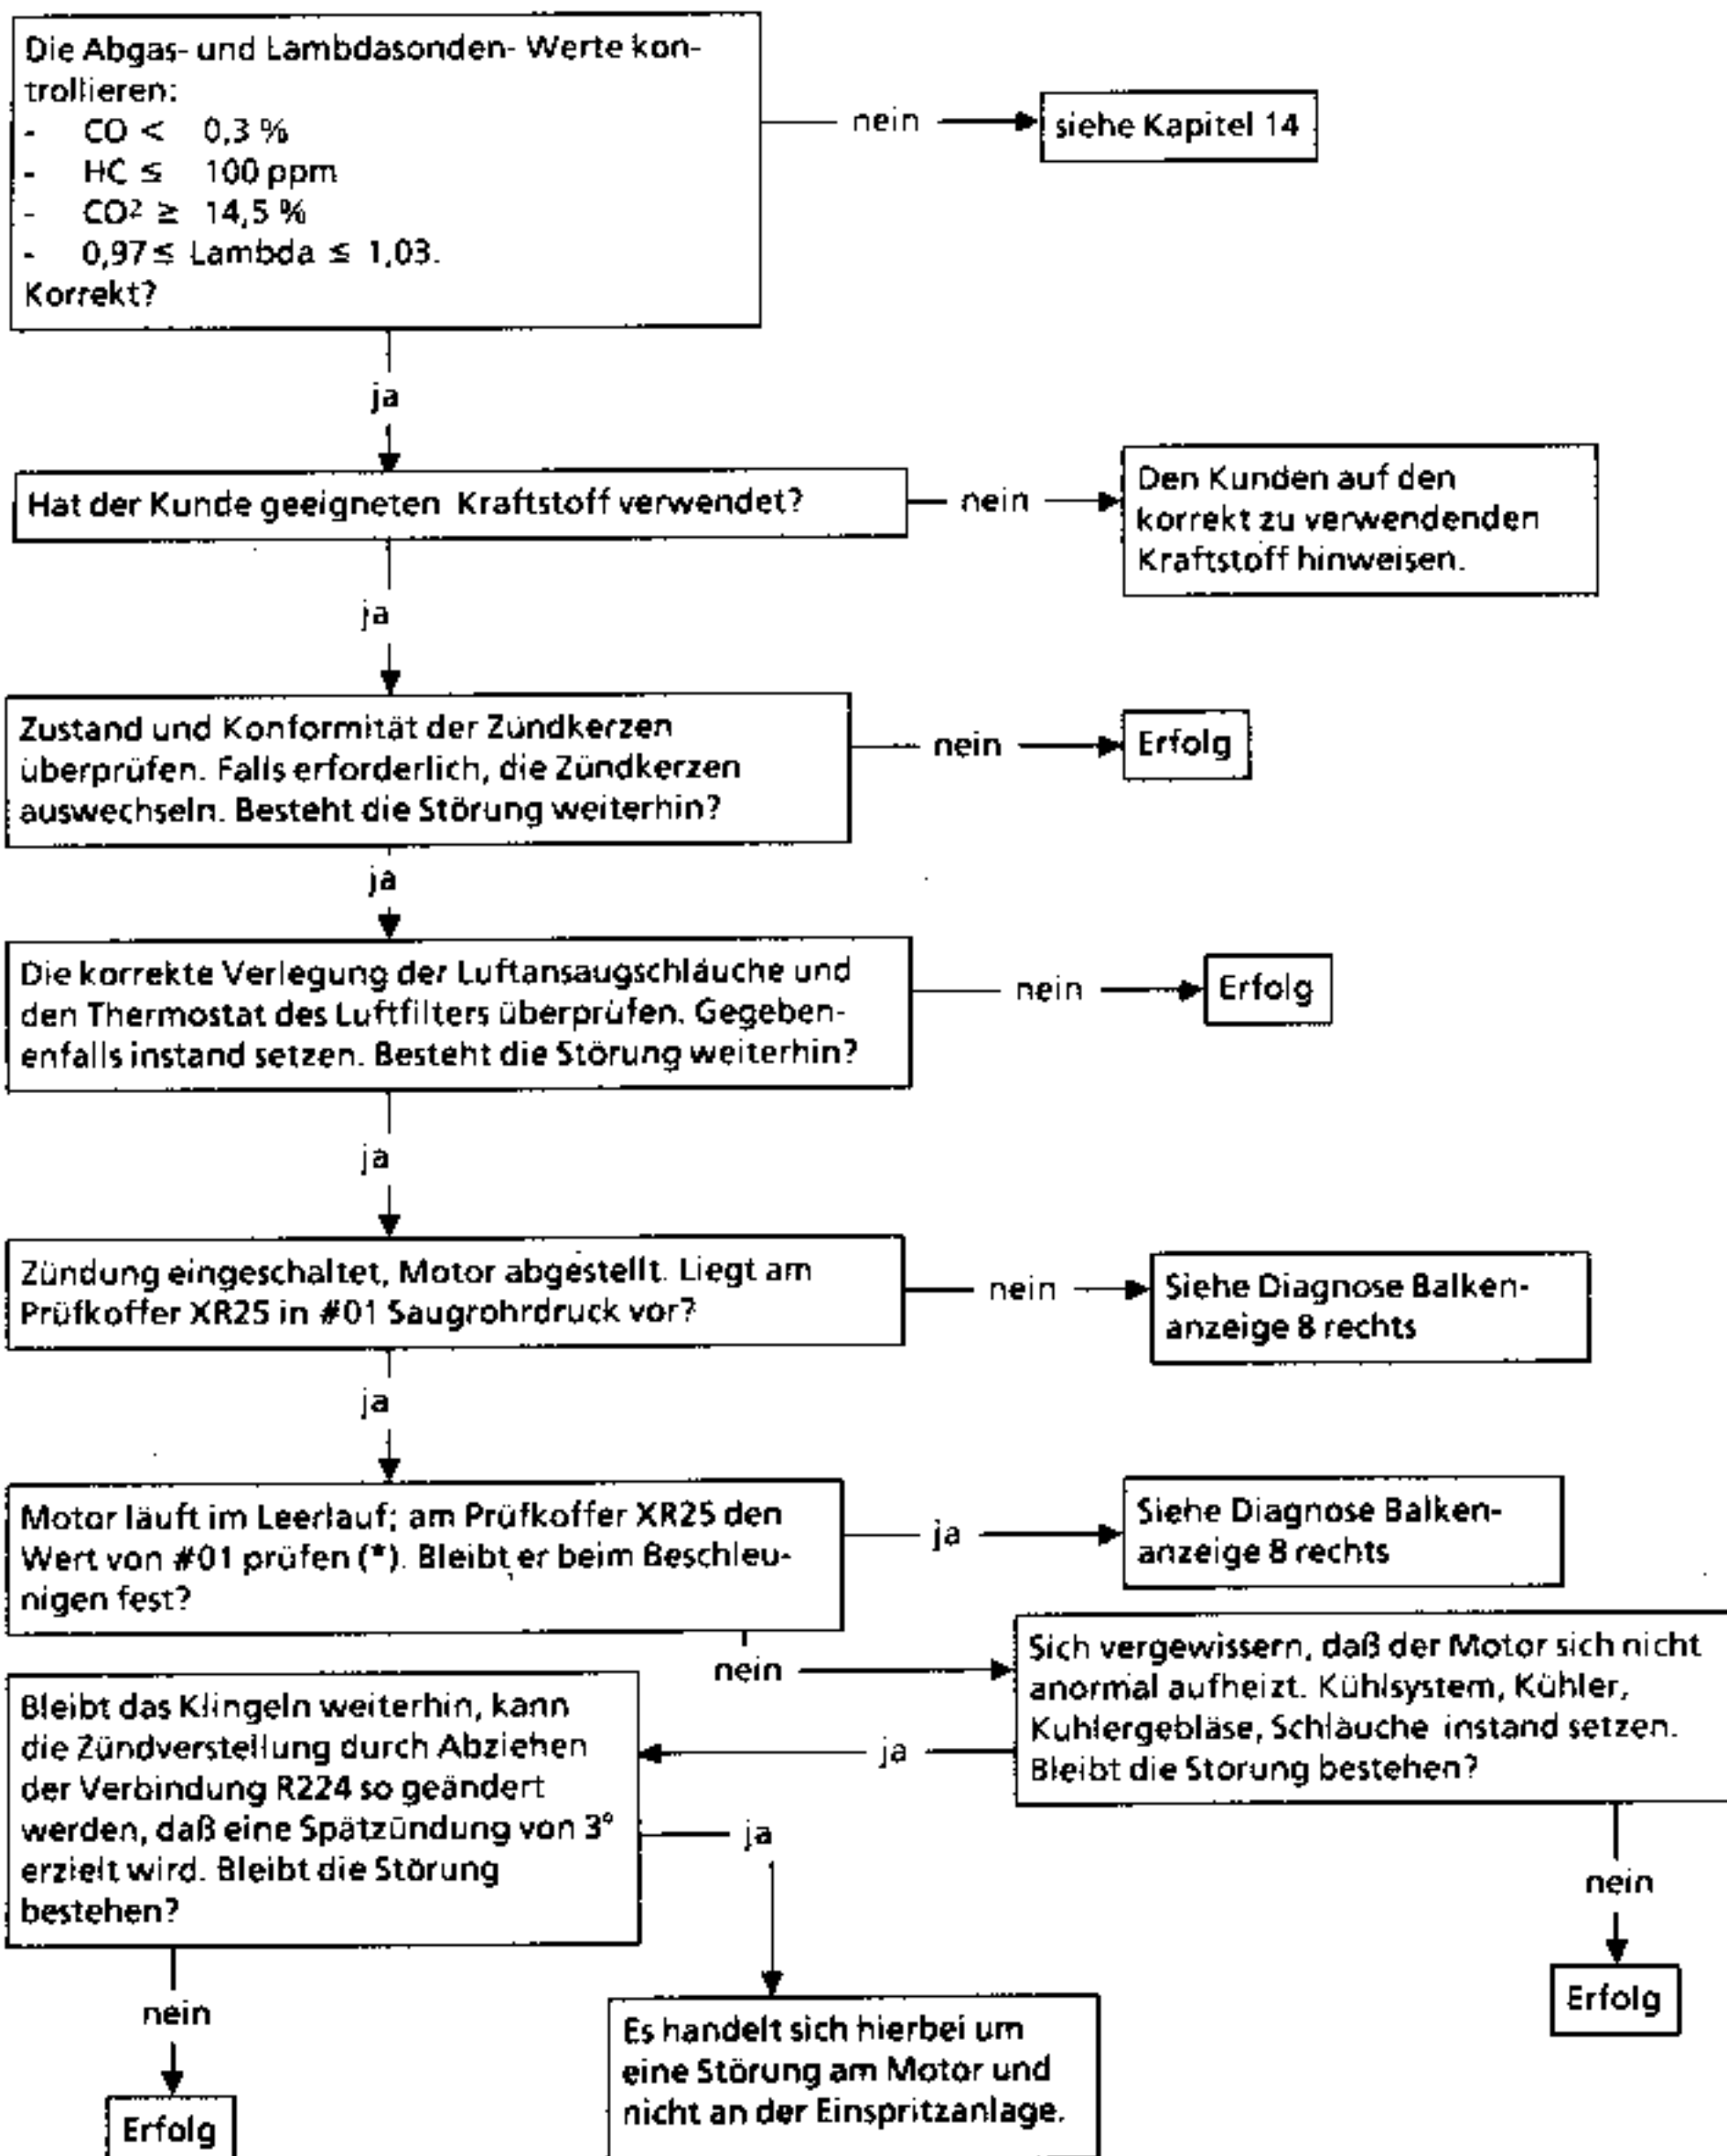 Die Abgas- und Lambdasonden- Werte kon-
trollieren:
- CO < 0,3 %
- HC ≤ 100 ppm
- CO² ≥ 14,5 %
- 0,97 ≤ Lambda ≤ 1,03.
Korrekt?
nein
siehe Kapitel 14
ja
Hat der Kunde geeigneten Kraftstoff verwendet?
nein
Den Kunden auf den
korrekt zu verwendenden
Kraftstoff hinweisen.
ja
Zustand und Konformität der Zündkerzen
überprüfen. Falls erforderlich, die Zündkerzen
auswechseln. Besteht die Störung weiterhin?
nein
Erfolg
ja
Die korrekte Verlegung der Luftansaugschläuche und
den Thermostat des Luftfilters überprüfen. Gegeben-
enfalls instand setzen. Besteht die Störung weiterhin?
nein
Erfolg
ja
Zündung eingeschaltet, Motor abgestellt. Liegt am
Prüfkoffer XR25 in #01 Saugrohrdruck vor?
nein
Siehe Diagnose Balken-
anzeige 8 rechts
ja
Motor läuft im Leerlauf; am Prüfkoffer XR25 den
Wert von #01 prüfen (*). Bleibt er beim Beschleu-
nigen fest?
ja
Siehe Diagnose Balken-
anzeige 8 rechts
nein
Sich vergewissern, daß der Motor sich nicht
anormal aufheizt. Kühlsystem, Kühler,
Kuhlergebläse, Schläuche instand setzen.
Bleibt die Storung bestehen?
ja
Bleibt das Klingeln weiterhin, kann
die Zündverstellung durch Abziehen
der Verbindung R224 so geändert
werden, daß eine Spätzündung von 3°
erzielt wird. Bleibt die Störung
bestehen?
ja
nein
Erfolg
nein
Erfolg
Es handelt sich hierbei um
eine Störung am Motor und
nicht an der Einspritzanlage.